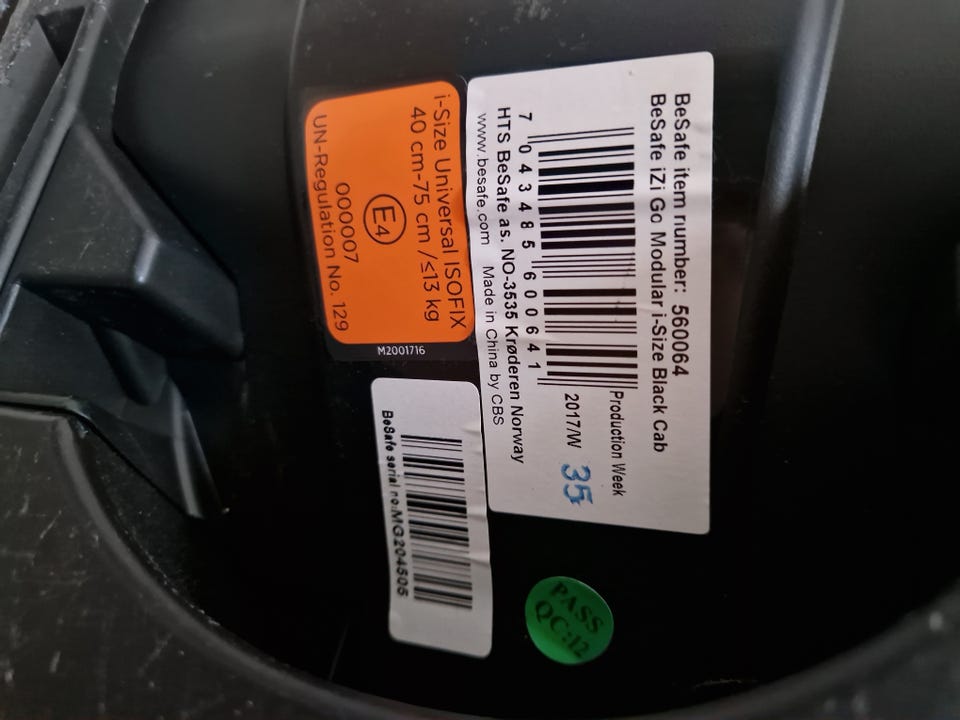 BeSafe item number: 560064
BeSafe iZi Go Modular i-Size Black Cab
Production Week
2017/W 35
7 043485 600641
HTS BeSafe as. NO-3535 Krøderen Norway
www.besafe.com Made in China by CBS
i-Size Universal ISOFIX
40 cm-75 cm /≤13 kg
E4
000007
UN-Regulation No. 129
M2001716
BeSafe serial no:MG204505
PASS
QC:12